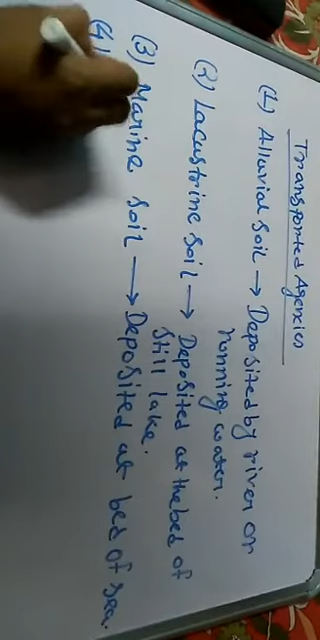 Transported Agencies
(1) Alluvial Soil → Deposited by river or
running water.
(2) Lacustrine Soil → Deposited at the bed of
Still lake.
(3) Marine Soil → Deposited at bed of sea.
(4)